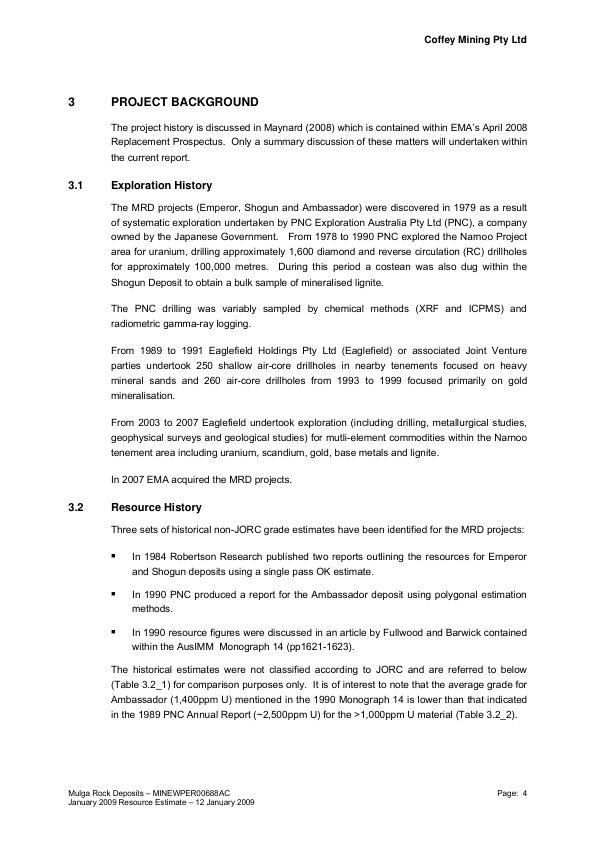 Coffey Mining Pty Ltd
3 PROJECT BACKGROUND
The project history is discussed in Maynard (2008) which is contained within EMA's April 2008
Replacement Prospectus. Only a summary discussion of these matters will undertaken within
the current report.
3.1 Exploration History
The MRD projects (Emperor, Shogun and Ambassador) were discovered in 1979 as a result
of systematic exploration undertaken by PNC Exploration Australia Pty Ltd (PNC), a company
owned by the Japanese Government. From 1978 to 1990 PNC explored the Narnoo Project
area for uranium, drilling approximately 1,600 diamond and reverse circulation (RC) drillholes
for approximately 100,000 metres. During this period a costean was also dug within the
Shogun Deposit to obtain a bulk sample of mineralised lignite.
The PNC drilling was variably sampled by chemical methods (XRF and ICPMS) and
radiometric gamma-ray logging.
From 1989 to 1991 Eaglefield Holdings Pty Ltd (Eaglefield) or associated Joint Venture
parties undertook 250 shallow air-core drillholes in nearby tenements focused on heavy
mineral sands and 260 air-core drillholes from 1993 to 1999 focused primarily on gold
mineralisation.
From 2003 to 2007 Eaglefield undertook exploration (including drilling, metallurgical studies,
geophysical surveys and geological studies) for mutli-element commodities within the Narnoo
tenement area including uranium, scandium, gold, base metals and lignite.
In 2007 EMA acquired the MRD projects.
3.2 Resource History
Three sets of historical non-JORC grade estimates have been identified for the MRD projects:
▪ In 1984 Robertson Research published two reports outlining the resources for Emperor
and Shogun deposits using a single pass OK estimate.
▪ In 1990 PNC produced a report for the Ambassador deposit using polygonal estimation
methods.
▪ In 1990 resource figures were discussed in an article by Fullwood and Barwick contained
within the AusIMM Monograph 14 (pp1621-1623).
The historical estimates were not classified according to JORC and are referred to below
(Table 3.2_1) for comparison purposes only. It is of interest to note that the average grade for
Ambassador (1,400ppm U) mentioned in the 1990 Monograph 14 is lower than that indicated
in the 1989 PNC Annual Report (~2,500ppm U) for the >1,000ppm U material (Table 3.2_2).
Mulga Rock Deposits – MINEWPER00688AC Page: 4
January 2009 Resource Estimate – 12 January 2009